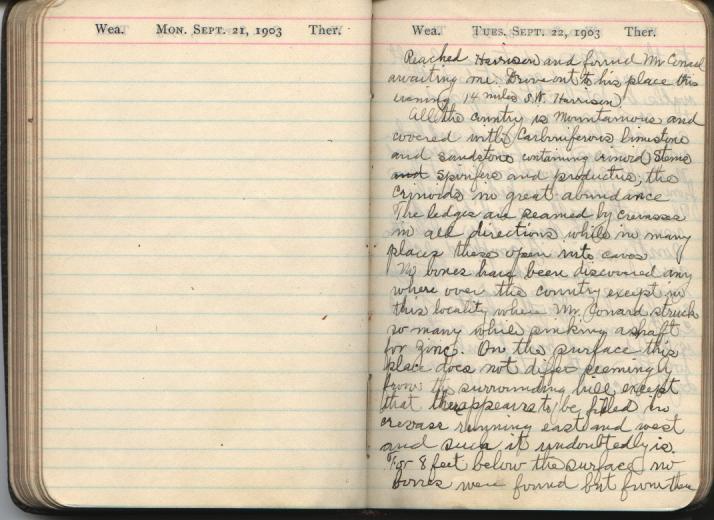 Wea. MON. SEPT. 21, 1903 Ther.
Wea. TUES. SEPT. 22, 1903 Ther.
Reached Harrison and found Mr Conard
awaiting me. Drive out to his place this
evening 14 miles S.W. Harrison
All the country is Mountainous and
covered with Carboniferous limestone
and sandstone containing crinoid stems
and spirifers and productus, the
Crinoids in great abundance
The ledges are seamed by crevasses
in all directions while in many
places these open into caves
No bones have been discovered any
where over the country except in
this locality where Mr. Conard struck
so many while sinking a shaft
for zinc. On the surface this
place does not differ seemingly
from the surrounding hill except
that there appears to be filled in
crevase running east and west
and such it undoubtedly is.
For 8 feet below the surface no
bones were found but from there